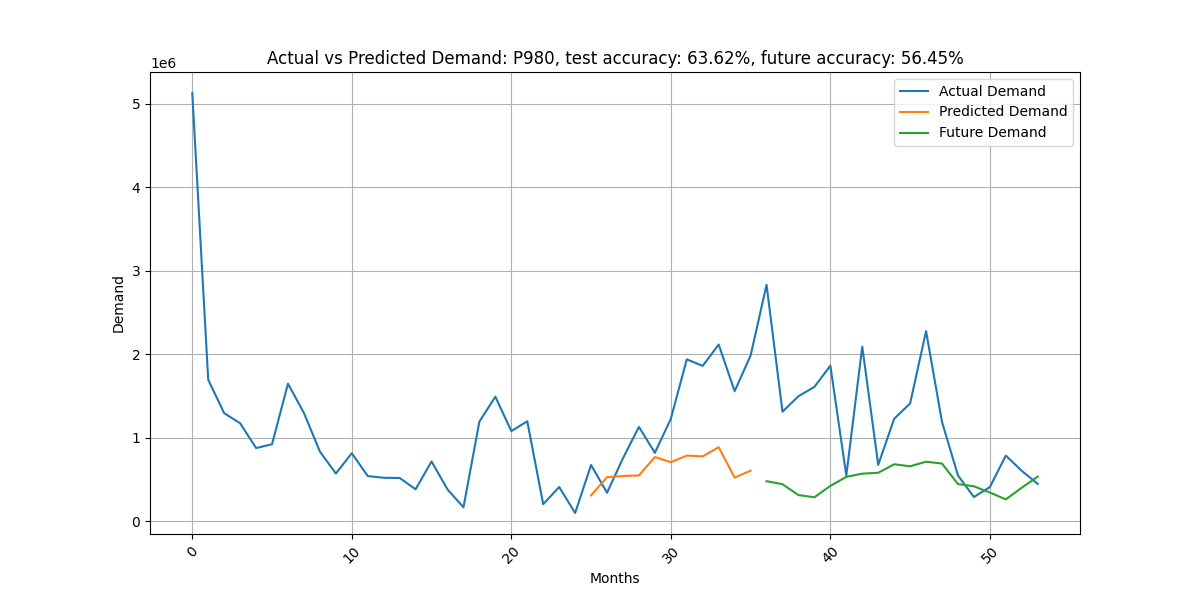 Actual vs Predicted Demand: P980, test accuracy: 63.62%, future accuracy: 56.45%
1e6
5
4
3
2
1
0
Demand
Actual Demand
Predicted Demand
Future Demand
0
10
20
30
40
50
Months